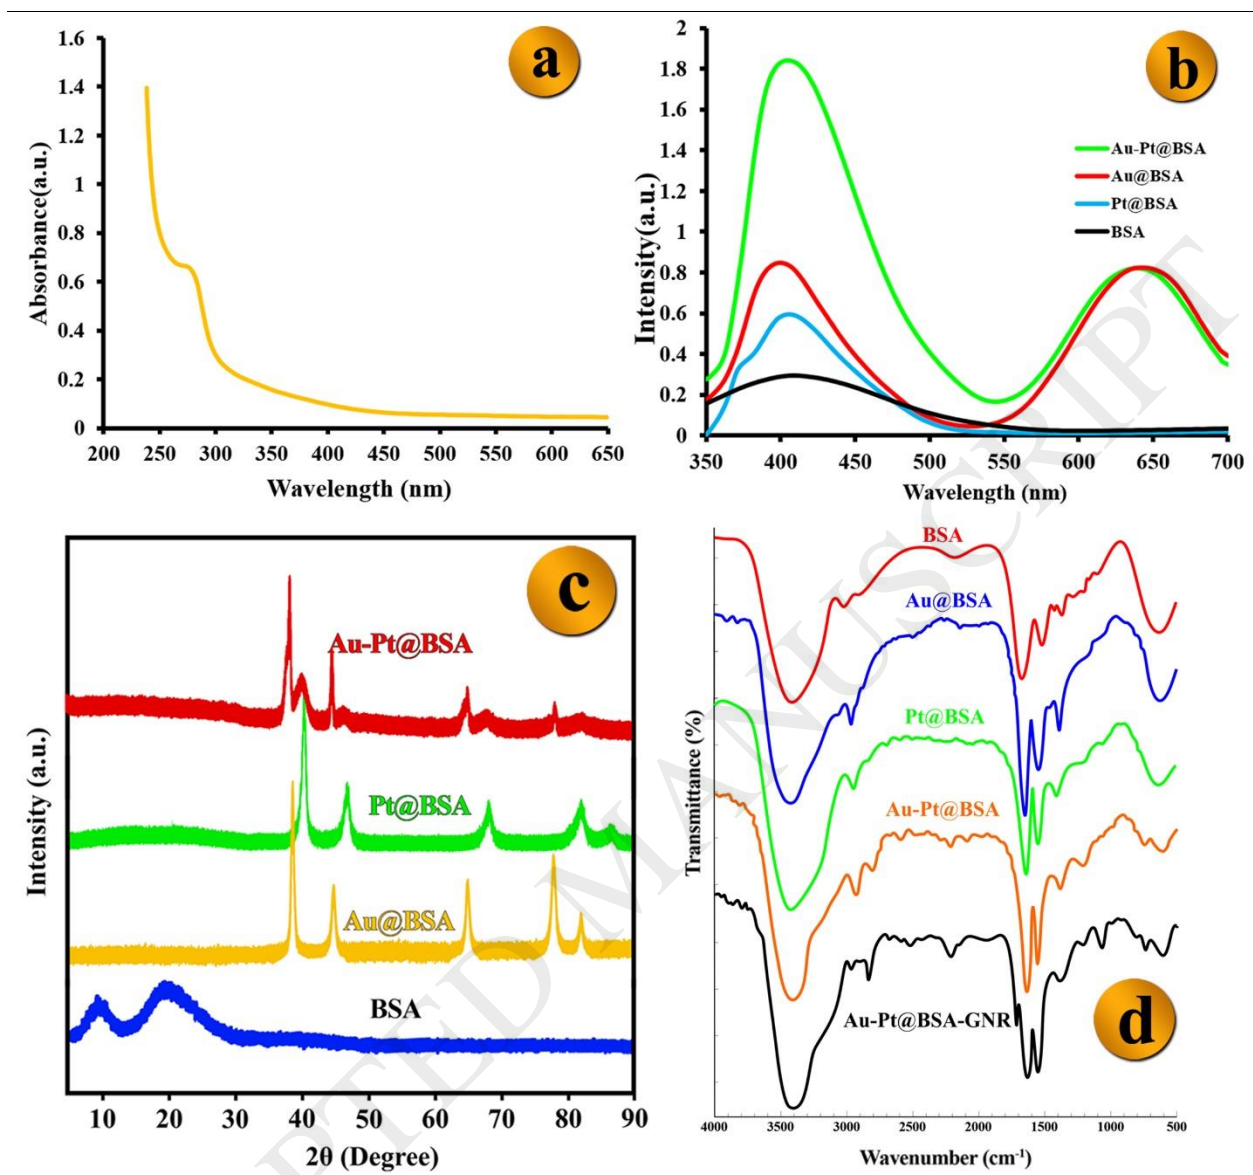 a
1.6
1.4
1.2
1
0.8
0.6
0.4
0.2
0
200 250 300 350 400 450 500 550 600 650
Absorbance(a.u.)
Wavelength (nm)
b
2
1.8
1.6
1.4
1.2
1
0.8
0.6
0.4
0.2
0
350 400 450 500 550 600 650 700
Intensity(a.u.)
Wavelength (nm)
Au-Pt@BSA
Au@BSA
Pt@BSA
BSA
c
Au-Pt@BSA
Pt@BSA
Au@BSA
BSA
Intensity (a.u.)
10 20 30 40 50 60 70 80 90
2θ (Degree)
d
BSA
Au@BSA
Pt@BSA
Au-Pt@BSA
Au-Pt@BSA-GNR
Transmittance (%)
4000 3500 3000 2500 2000 1500 1000 500
Wavenumber (cm⁻¹)
PTED MANUSCRIPT